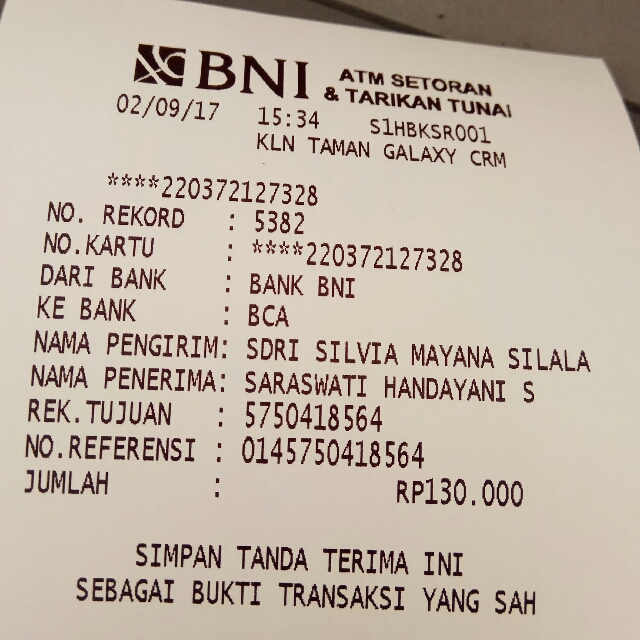 BNI ATM SETORAN
& TARIKAN TUNAI
02/09/17 15:34 S1HBKSR001
KLN TAMAN GALAXY CRM
****220372127328
NO. REKORD : 5382
NO.KARTU : ****220372127328
DARI BANK : BANK BNI
KE BANK : BCA
NAMA PENGIRIM: SDRI SILVIA MAYANA SILALA
NAMA PENERIMA: SARASWATI HANDAYANI S
REK.TUJUAN : 5750418564
NO.REFERENSI : 0145750418564
JUMLAH : RP130.000
SIMPAN TANDA TERIMA INI
SEBAGAI BUKTI TRANSAKSI YANG SAH